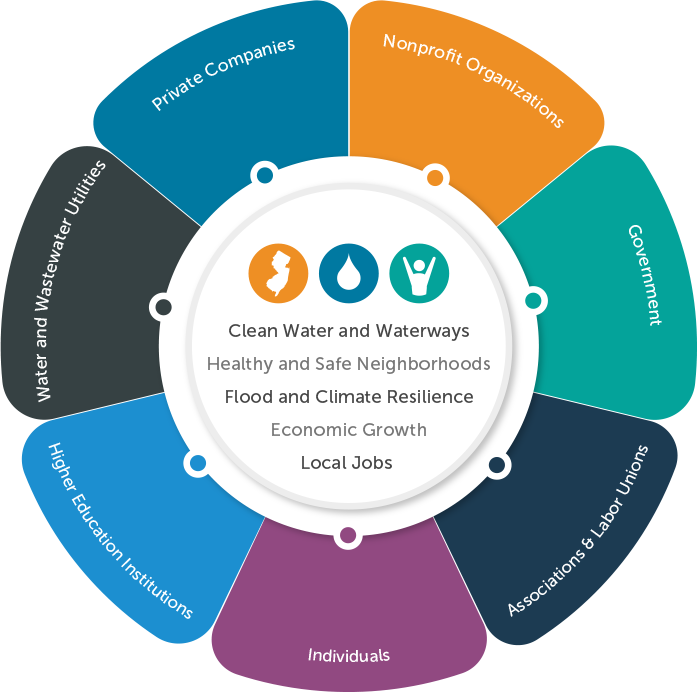 Private Companies
Nonprofit Organizations
Water and Wastewater Utilities
Government
Clean Water and Waterways
Healthy and Safe Neighborhoods
Flood and Climate Resilience
Economic Growth
Local Jobs
Higher Education Institutions
Associations & Labor Unions
Individuals